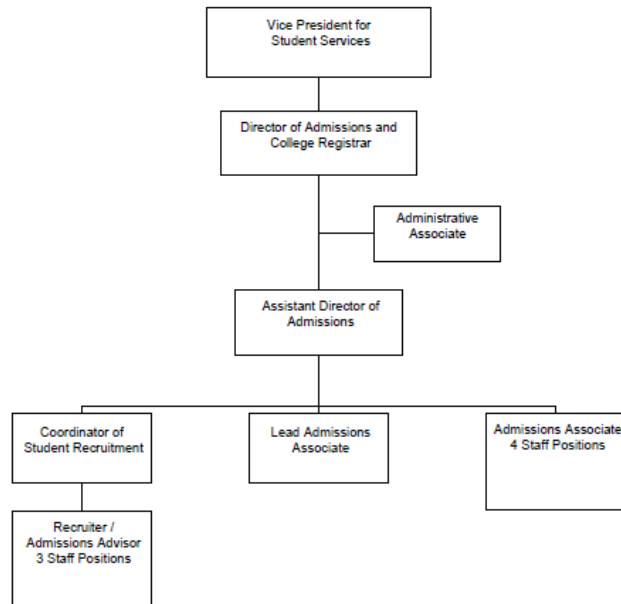 Vice President for
Student Services
Director of Admissions and
College Registrar
Administrative
Associate
Assistant Director of
Admissions
Coordinator of
Student Recruitment
Lead Admissions
Associate
Admissions Associate
4 Staff Positions
Recruiter /
Admissions Advisor
3 Staff Positions